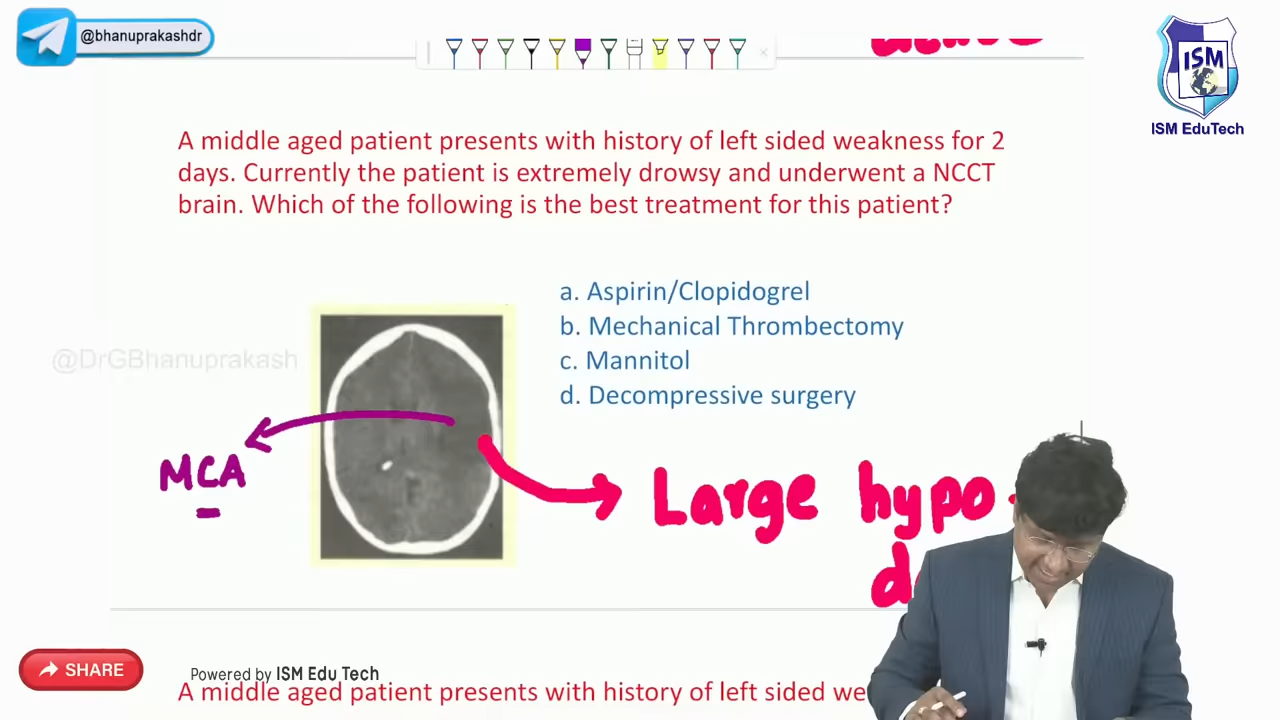 @bhanuprakashdr
ISM
ISM EduTech
A middle aged patient presents with history of left sided weakness for 2
days. Currently the patient is extremely drowsy and underwent a NCCT
brain. Which of the following is the best treatment for this patient?
a. Aspirin/Clopidogrel
b. Mechanical Thrombectomy
c. Mannitol
d. Decompressive surgery
@DrGBhanuprakash
MCA
Large hypo
SHARE
Powered by ISM Edu Tech
A middle aged patient presents with history of left sided we